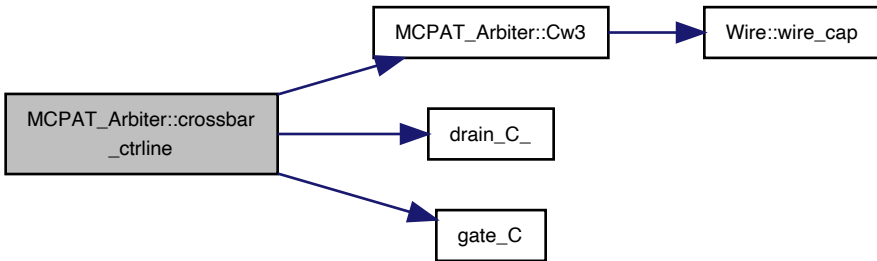 MCPAT_Arbiter::Cw3
Wire::wire_cap
MCPAT_Arbiter::crossbar
_ctrline
drain_C_
gate_C